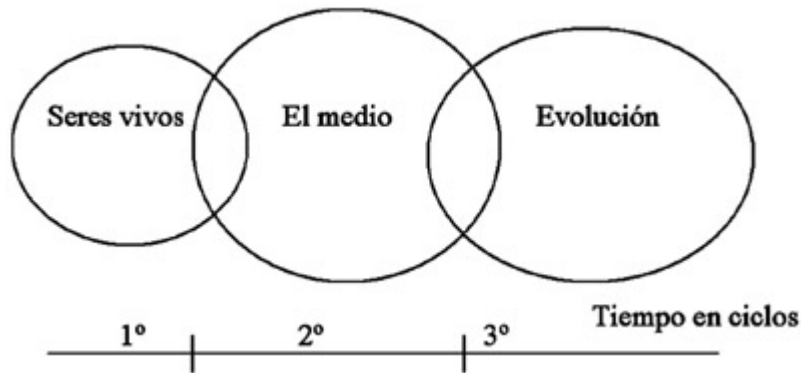 Seres vivos
El medio
Evolución
Tiempo en ciclos
1º
2º
3º